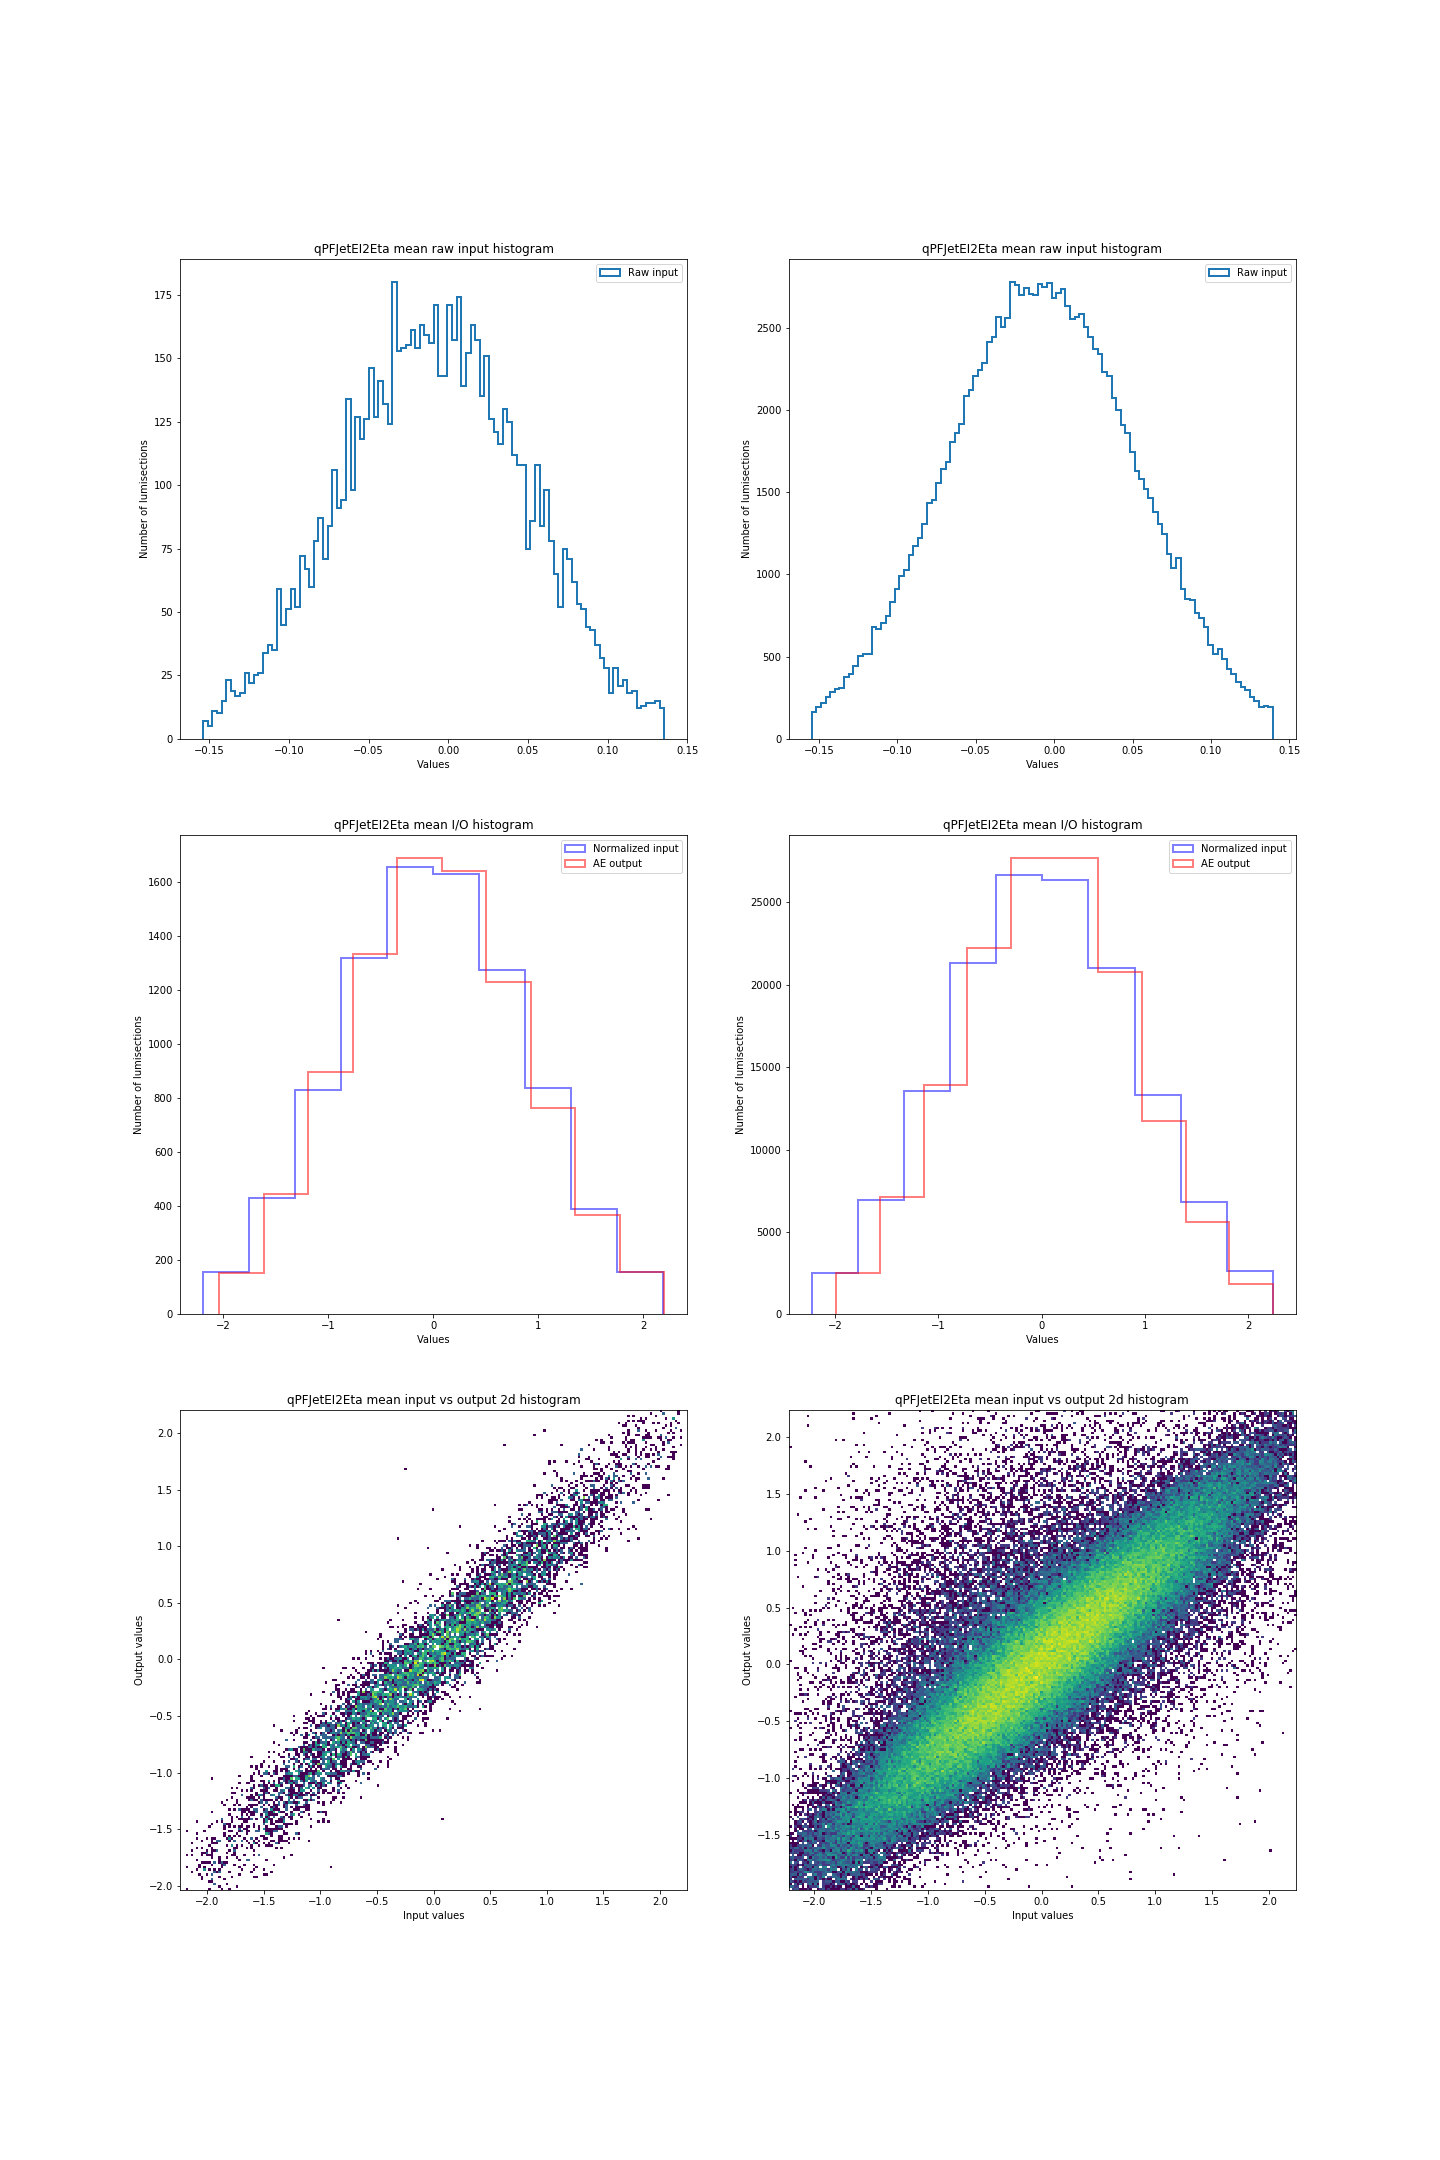 qPFJetEI2Eta mean raw input histogram
Raw input
175
150
125
100
75
50
25
0
Number of lumisections
−0.15 −0.10 −0.05 0.00 0.05 0.10 0.15
Values
qPFJetEI2Eta mean raw input histogram
Raw input
2500
2000
1500
1000
500
0
Number of lumisections
−0.15 −0.10 −0.05 0.00 0.05 0.10 0.15
Values
qPFJetEI2Eta mean I/O histogram
Normalized input
AE output
1600
1400
1200
1000
800
600
400
200
0
Number of lumisections
−2 −1 0 1 2
Values
qPFJetEI2Eta mean I/O histogram
Normalized input
AE output
25000
20000
15000
10000
5000
0
Number of lumisections
−2 −1 0 1 2
Values
qPFJetEI2Eta mean input vs output 2d histogram
2.0
1.5
1.0
0.5
0.0
−0.5
−1.0
−1.5
−2.0
Output values
−2.0 −1.5 −1.0 −0.5 0.0 0.5 1.0 1.5 2.0
Input values
qPFJetEI2Eta mean input vs output 2d histogram
2.0
1.5
1.0
0.5
0.0
−0.5
−1.0
−1.5
Output values
−2.0 −1.5 −1.0 −0.5 0.0 0.5 1.0 1.5 2.0
Input values